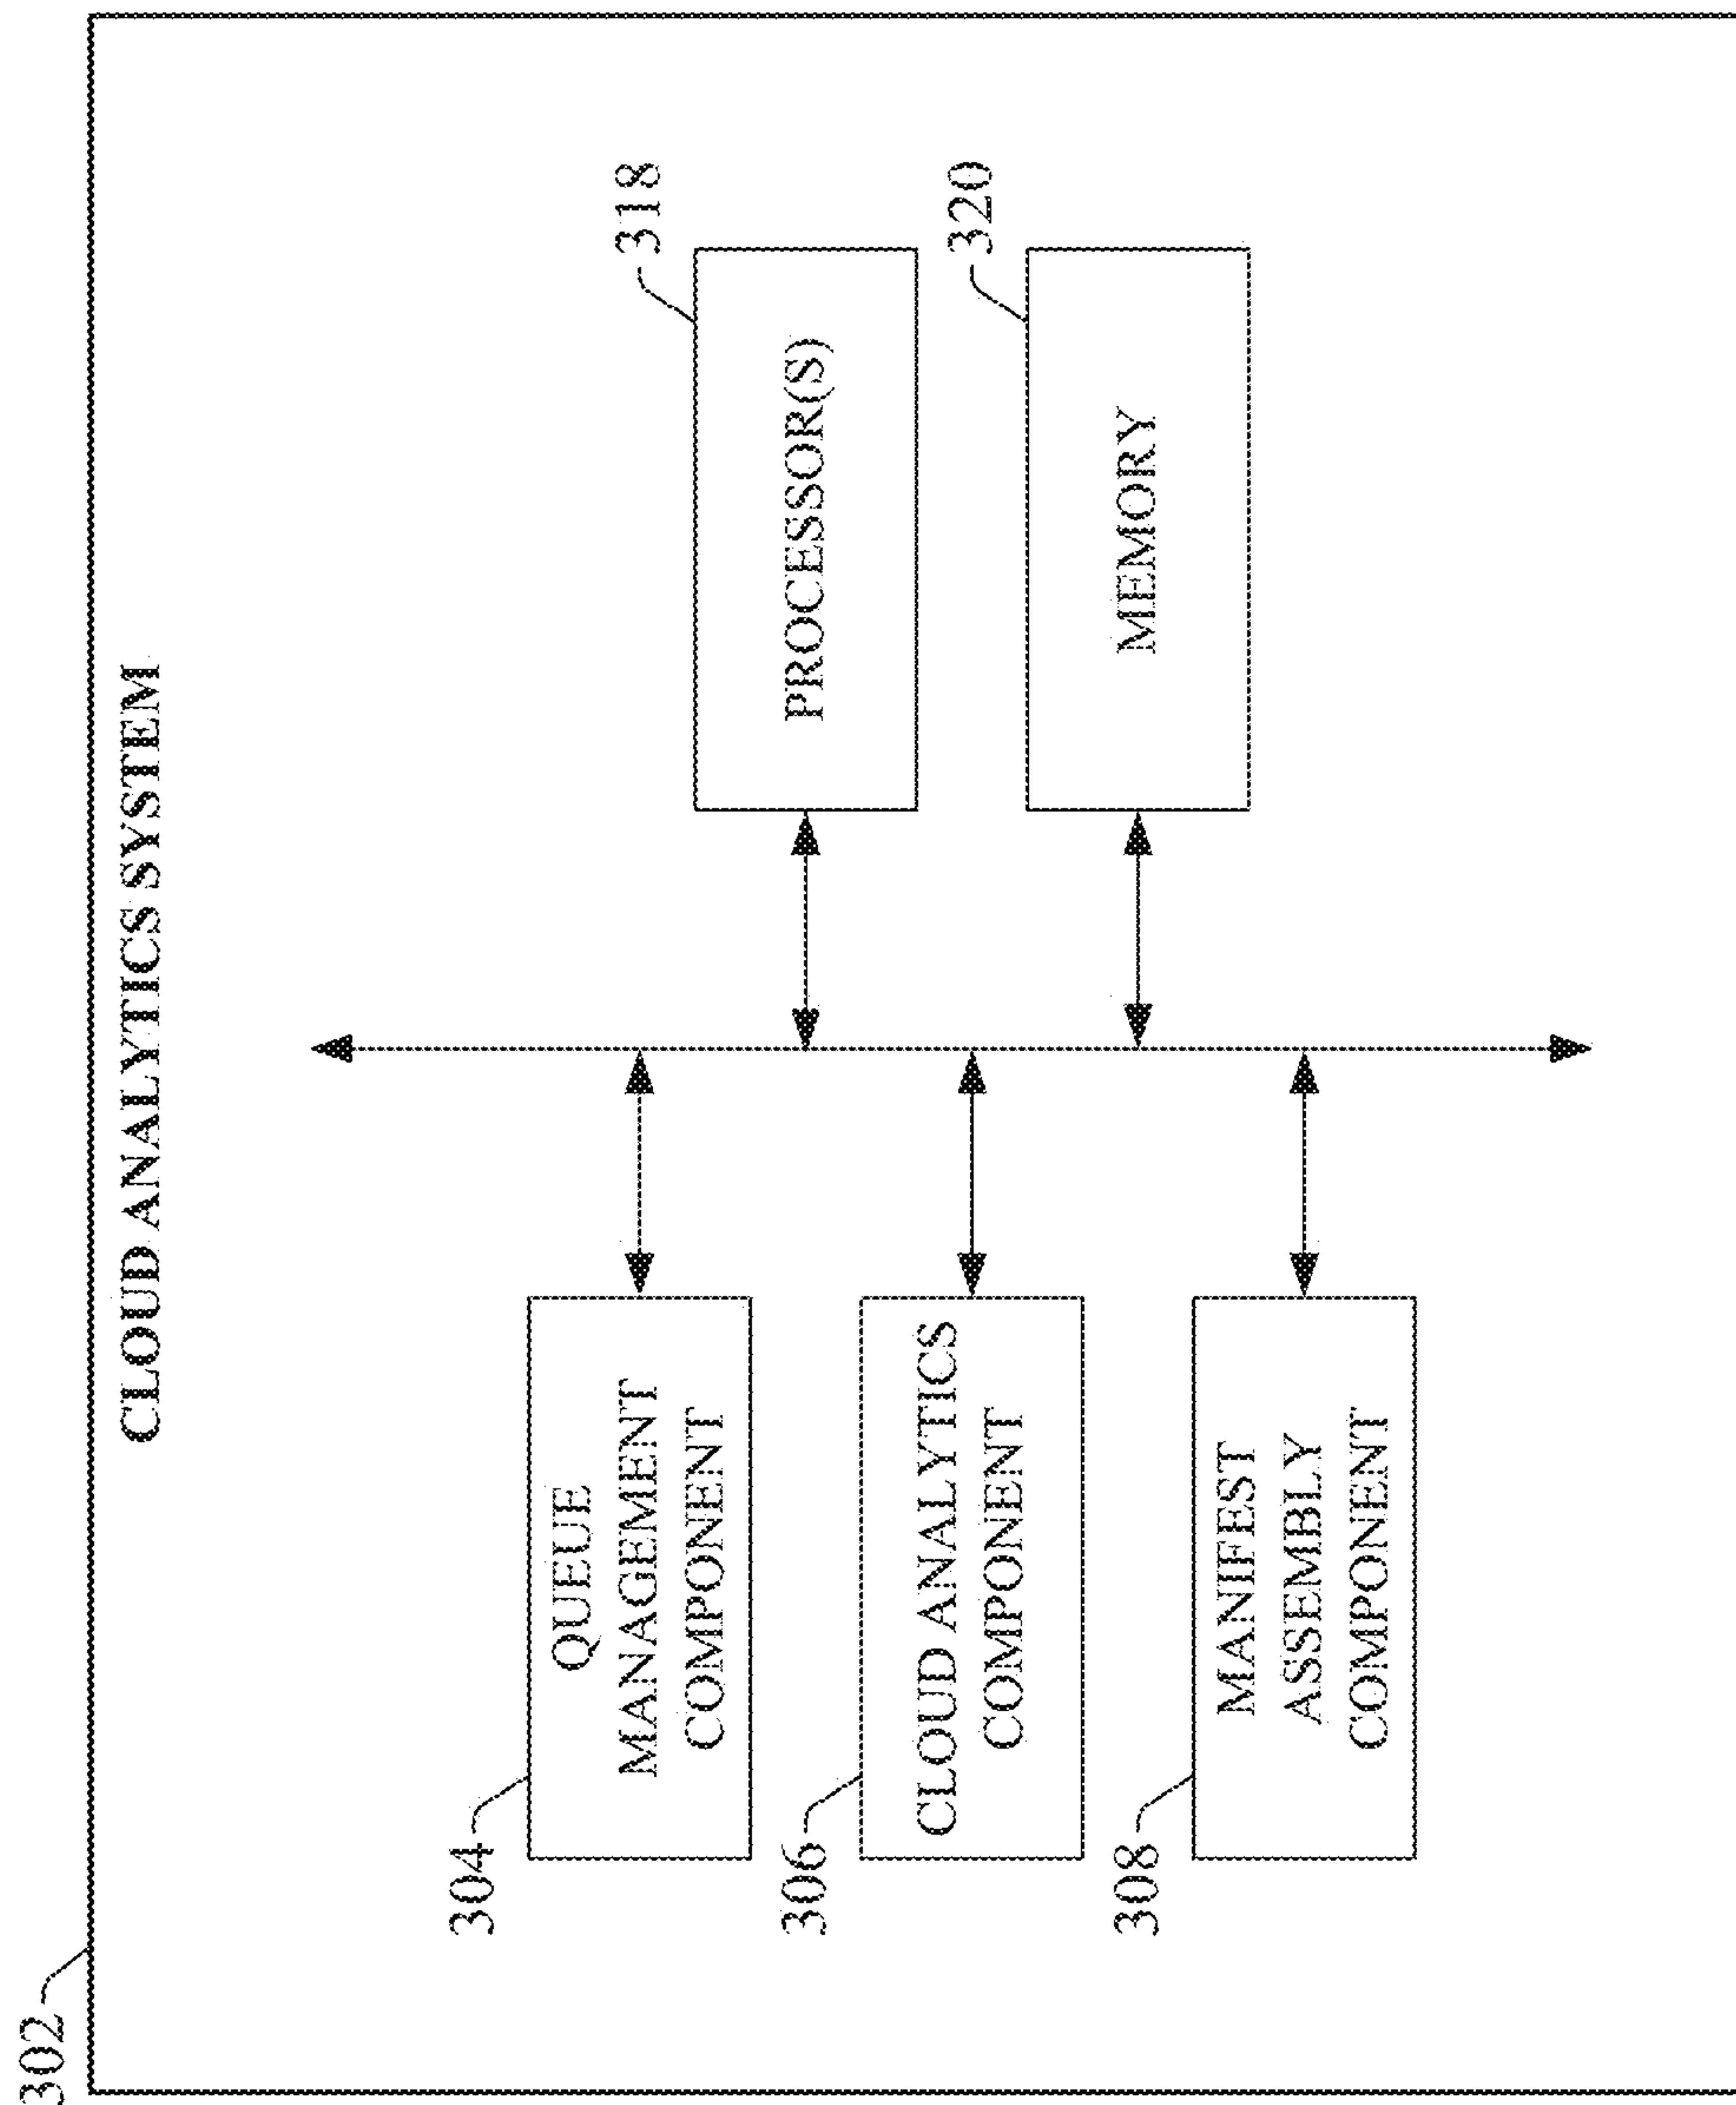 302
CLOUD ANALYTICS SYSTEM
304
QUEUE
MANAGEMENT
COMPONENT
318
PROCESSOR(S)
306
CLOUD ANALYTICS
COMPONENT
320
MEMORY
308
MANIFEST
ASSEMBLY
COMPONENT